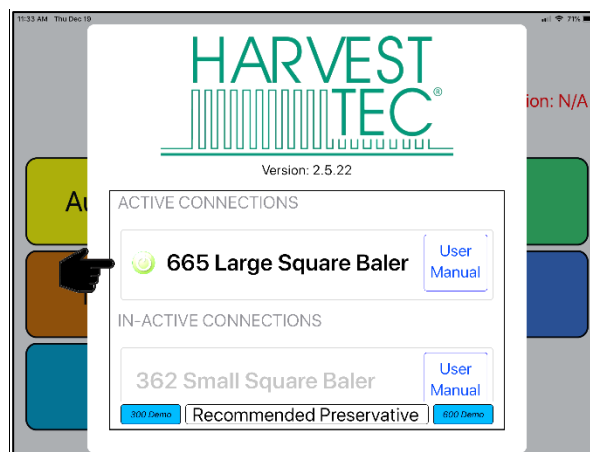 11:33 AM Thu Dec 19
71%
HARVEST
TEC®
ion: N/A
Version: 2.5.22
Au
ACTIVE CONNECTIONS
665 Large Square Baler
User
Manual
IN-ACTIVE CONNECTIONS
362 Small Square Baler
User
Manual
300 Demo
Recommended Preservative
600 Demo